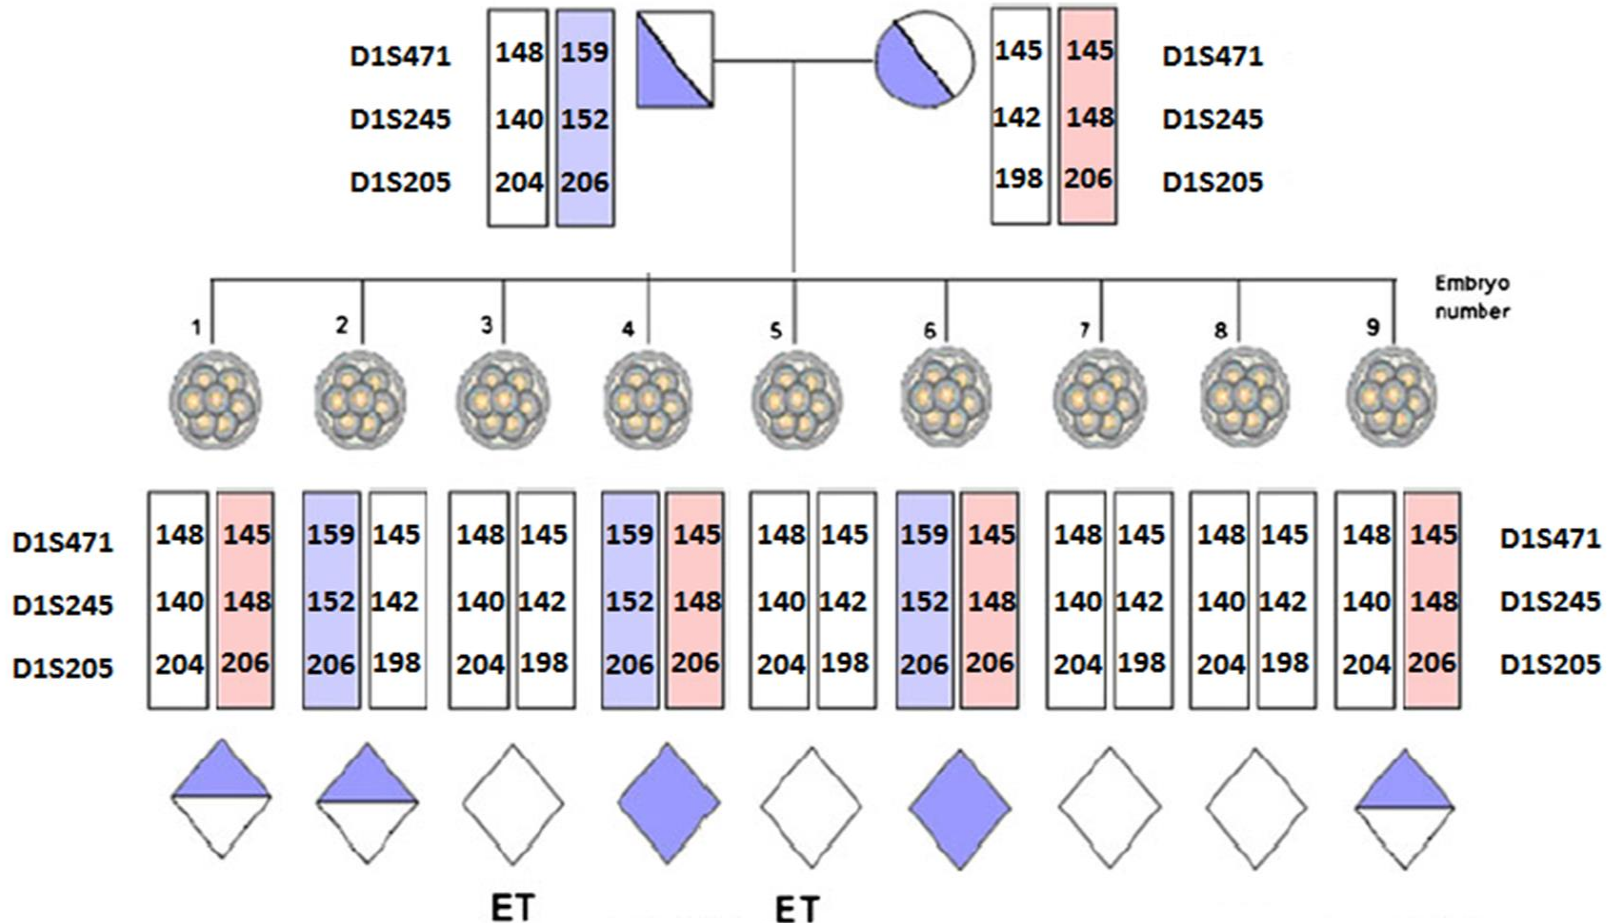 D1S471 148 159 145 145 D1S471
D1S245 140 152 142 148 D1S245
D1S205 204 206 198 206 D1S205
Embryo
number
1 2 3 4 5 6 7 8 9
D1S471 148 145 159 145 148 145 159 145 148 145 159 145 148 145 148 145 148 145 D1S471
D1S245 140 148 152 142 140 142 152 148 140 142 152 148 140 142 140 142 140 148 D1S245
D1S205 204 206 206 198 204 198 206 206 204 198 206 206 204 198 204 198 204 206 D1S205
ET ET